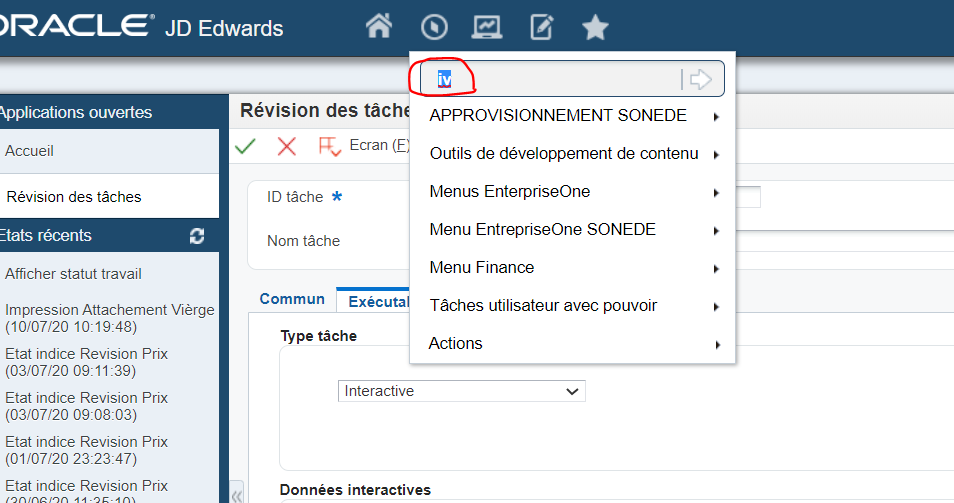 ORACLE® JD Edwards
iv
APPROVISIONNEMENT SONEDE
Outils de développement de contenu
Menus EnterpriseOne
Menu EntrepriseOne SONEDE
Menu Finance
Tâches utilisateur avec pouvoir
Actions
Applications ouvertes
Accueil
Révision des tâches
Etats récents
Afficher statut travail
Impression Attachement Vièrge
(10/07/20 10:19:48)
Etat indice Revision Prix
(03/07/20 09:11:39)
Etat indice Revision Prix
(03/07/20 09:08:03)
Etat indice Revision Prix
(01/07/20 23:23:47)
Etat indice Revision Prix
(30/06/20 11:35:10)
Révision des tâche
Ecran (F)
ID tâche *
Nom tâche
Commun
Exécutal
Type tâche
Interactive
Données interactives